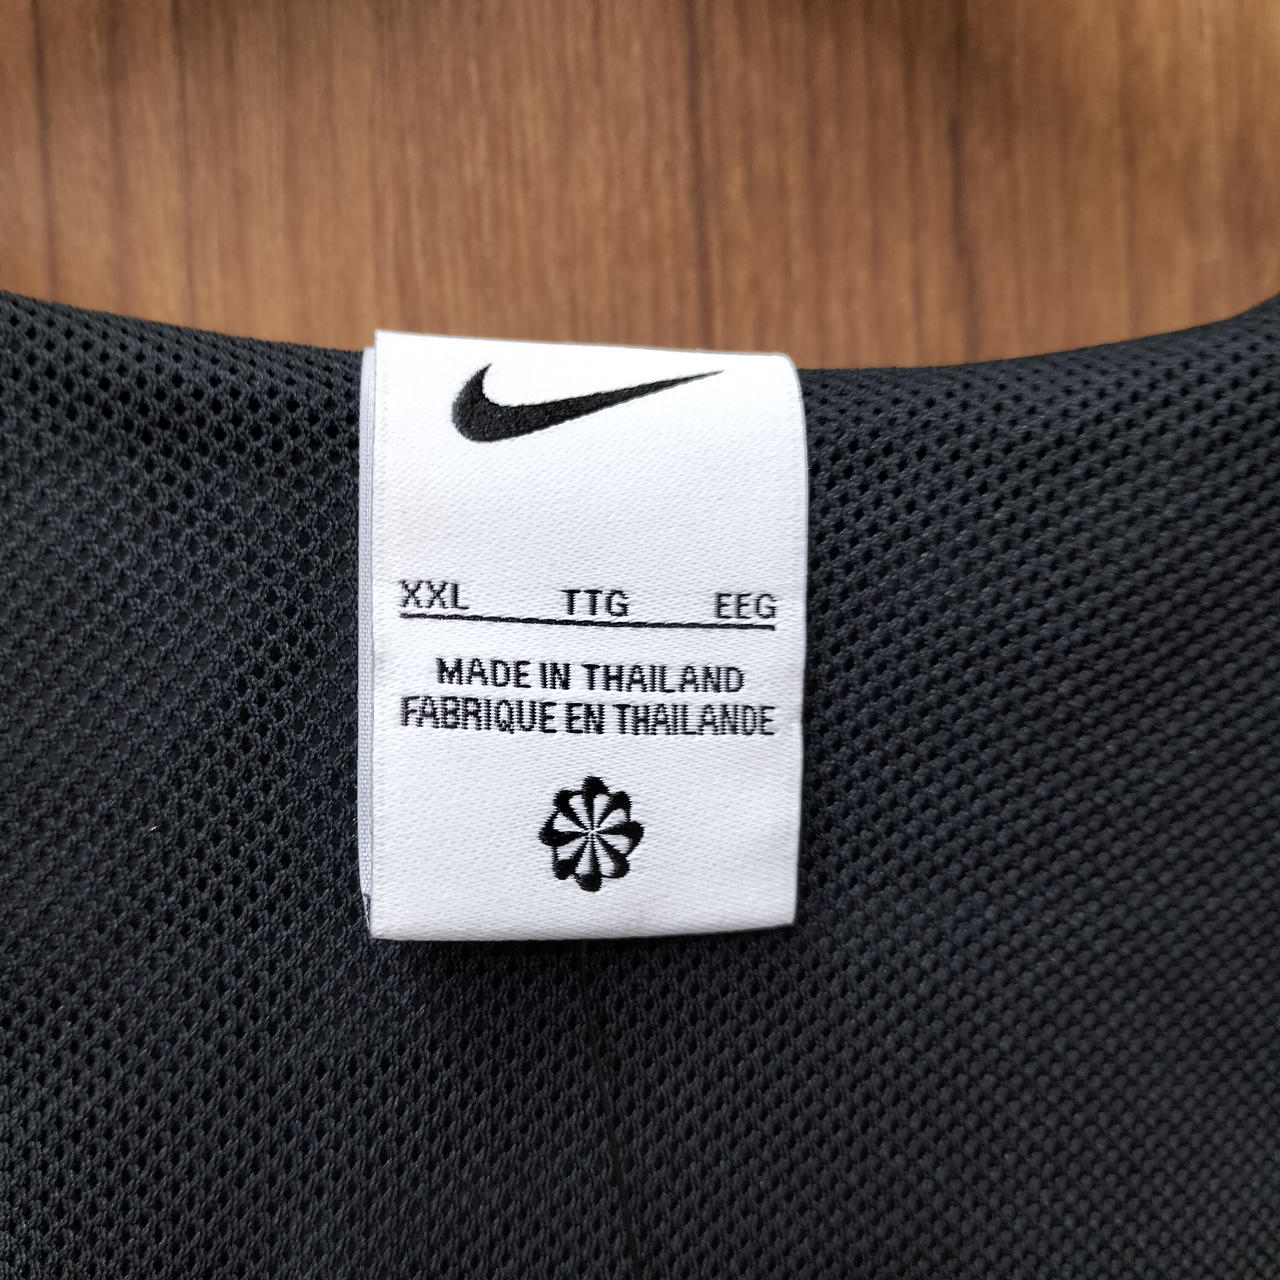 XXL TTG EEG
MADE IN THAILAND
FABRIQUE EN THAILANDE